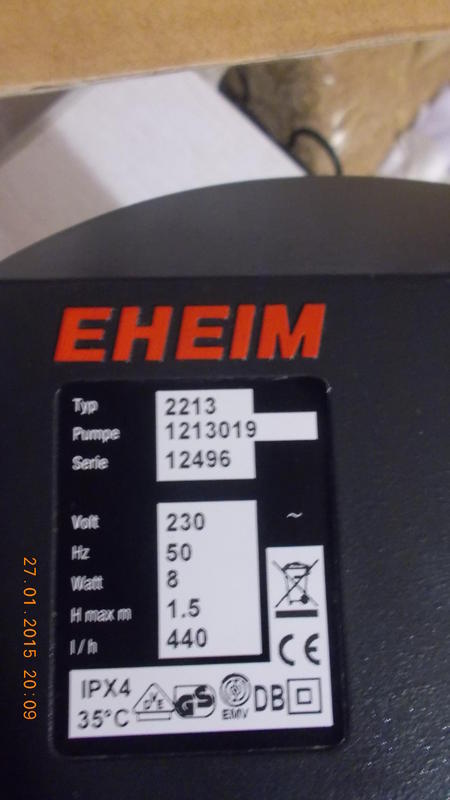 EHEIM
Typ 2213
Pumpe 1213019
Serie 12496
Volt 230 ~
Hz 50
Watt 8
H max m 1.5
l/h 440
CE
IPX4
35°C
DVE
GS
EMV
DB
27.01.2015 20:09